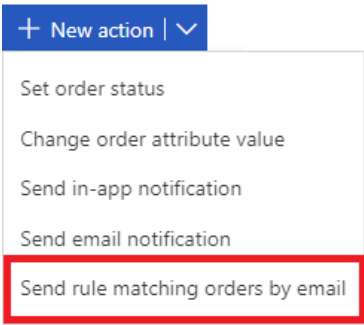 New action
Set order status
Change order attribute value
Send in-app notification
Send email notification
Send rule matching orders by email